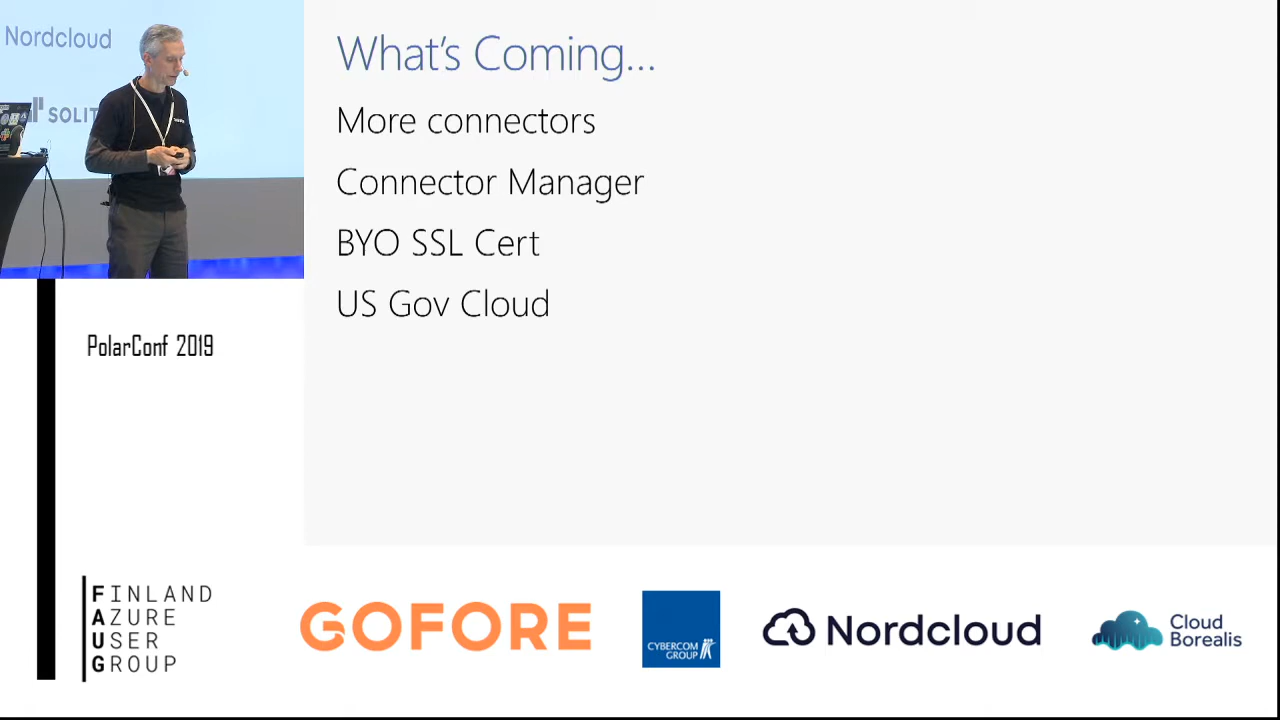 Nordcloud
SOLIT
What's Coming...
More connectors
Connector Manager
BYO SSL Cert
US Gov Cloud
PolarConf 2019
FINLAND
AZURE
USER
GROUP
GOFORE
CYBERCOM
GROUP
Nordcloud
Cloud
Borealis